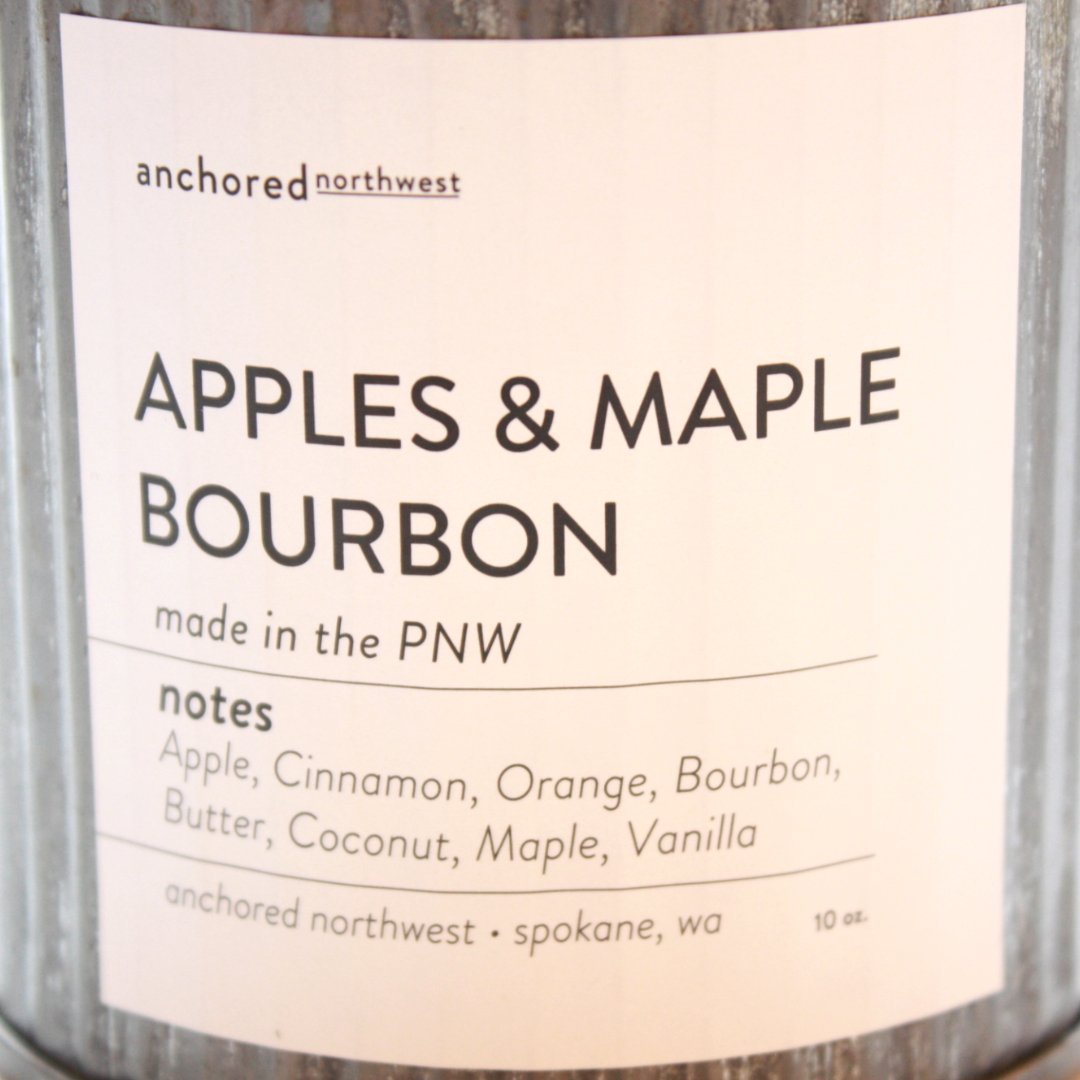 anchored northwest
APPLES & MAPLE
BOURBON
made in the PNW
notes
Apple, Cinnamon, Orange, Bourbon,
Butter, Coconut, Maple, Vanilla
anchored northwest • spokane, wa 10 oz.